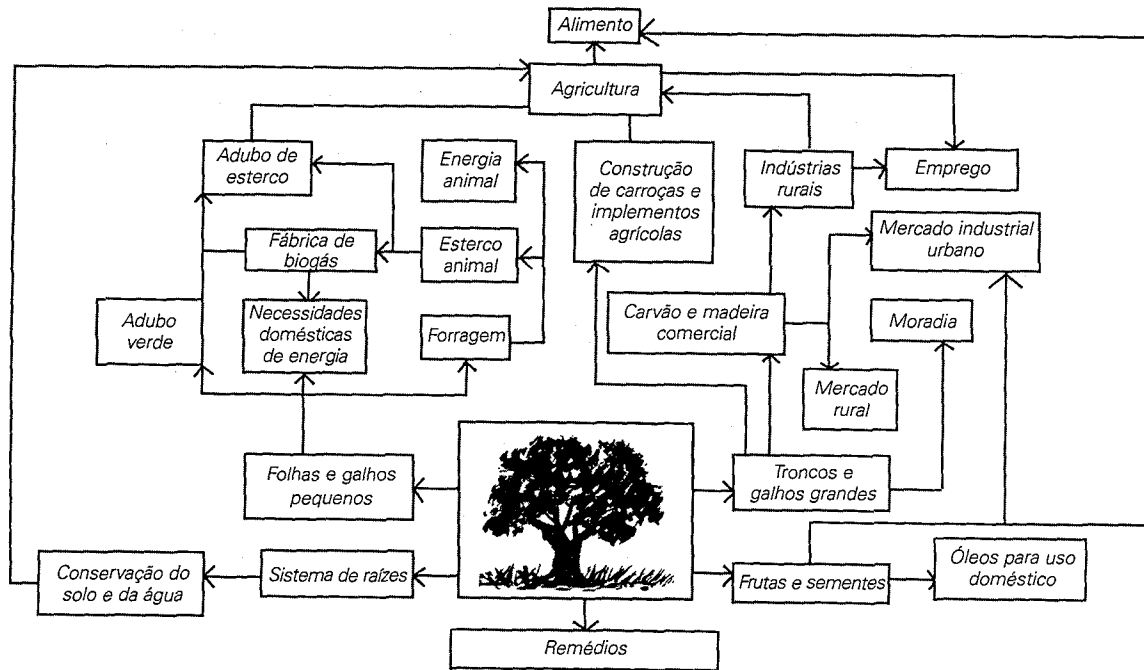 Alimento
Agricultura
Adubo de
esterco
Energia
animal
Construção
de carroças e
implementos
agrícolas
Indústrias
rurais
Emprego
Fábrica de
biogás
Esterco
animal
Mercado industrial
urbano
Adubo
verde
Necessidades
domésticas
de energia
Forragem
Carvão e madeira
comercial
Moradia
Mercado
rural
Folhas e galhos
pequenos
Troncos e
galhos grandes
Conservação do
solo e da água
Sistema de raízes
Frutas e sementes
Óleos para uso
doméstico
Remédios